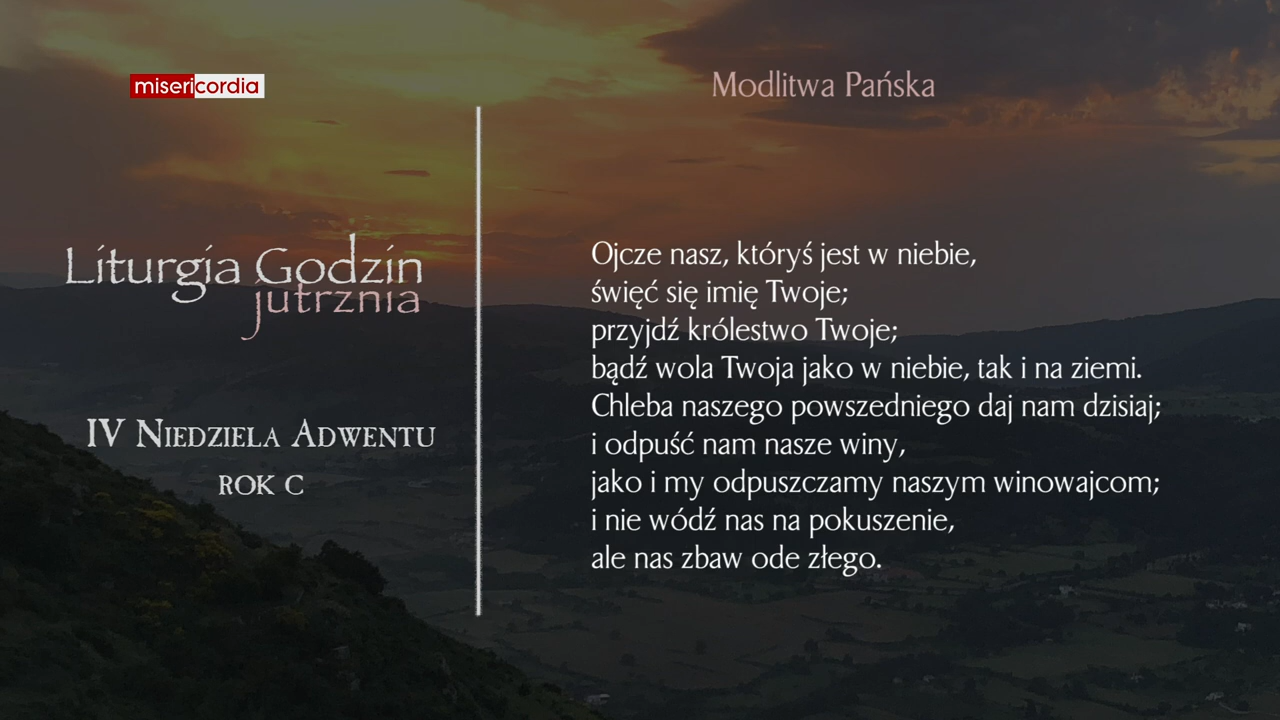 misericordia
Liturgia Godzin
jutrznia
IV Niedziela Adwentu
rok C
Modlitwa Pańska
Ojcze nasz, któryś jest w niebie,
święć się imię Twoje;
przyjdź królestwo Twoje;
bądź wola Twoja jako w niebie, tak i na ziemi.
Chleba naszego powszedniego daj nam dzisiaj;
i odpuść nam nasze winy,
jako i my odpuszczamy naszym winowajcom;
i nie wódź nas na pokuszenie,
ale nas zbaw ode złego.